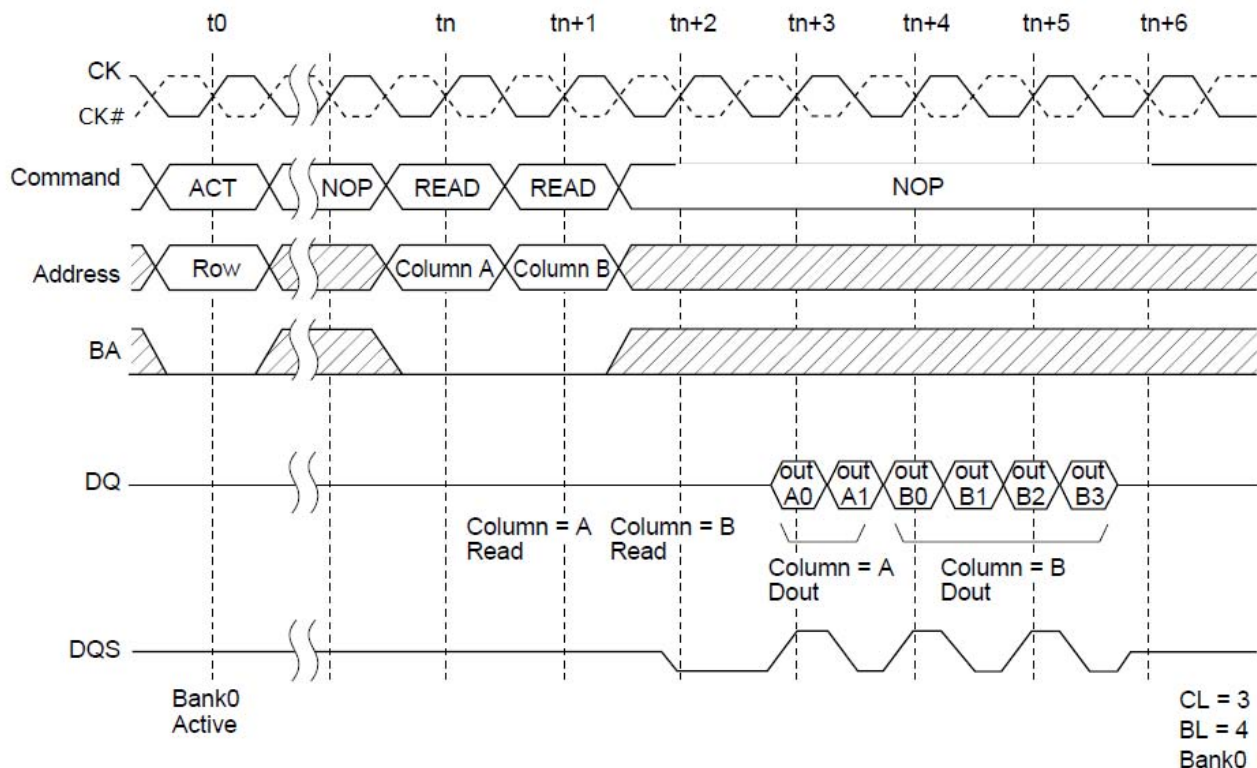 t0 tn tn+1 tn+2 tn+3 tn+4 tn+5 tn+6
CK
CK#
Command ACT NOP READ READ NOP
Address Row Column A Column B
BA
DQ out A0 out A1 out B0 out B1 out B2 out B3
Column = A Column = B
Read Read
Column = A Column = B
Dout Dout
DQS
Bank0
Active
CL = 3
BL = 4
Bank0